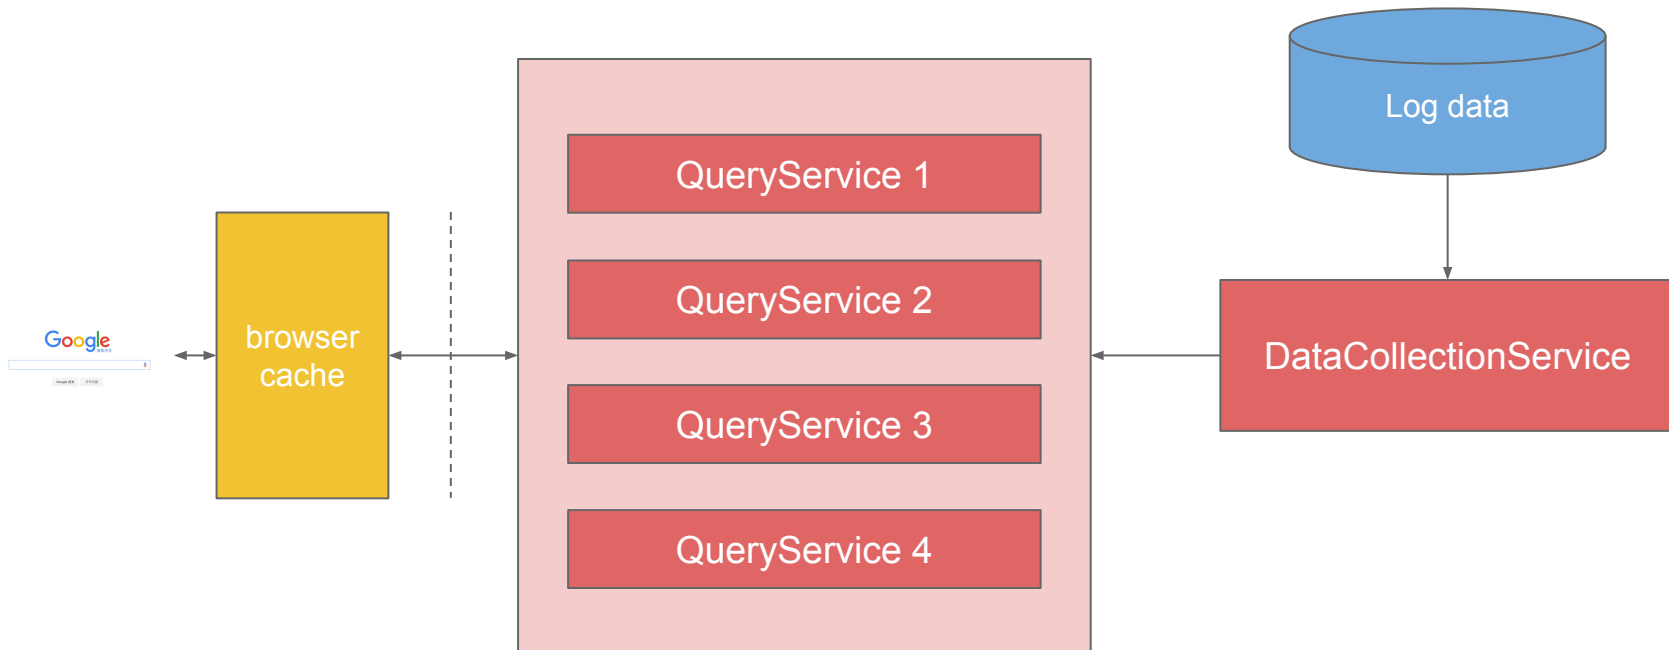 Google
browser
cache
QueryService 1
QueryService 2
QueryService 3
QueryService 4
Log data
DataCollectionService